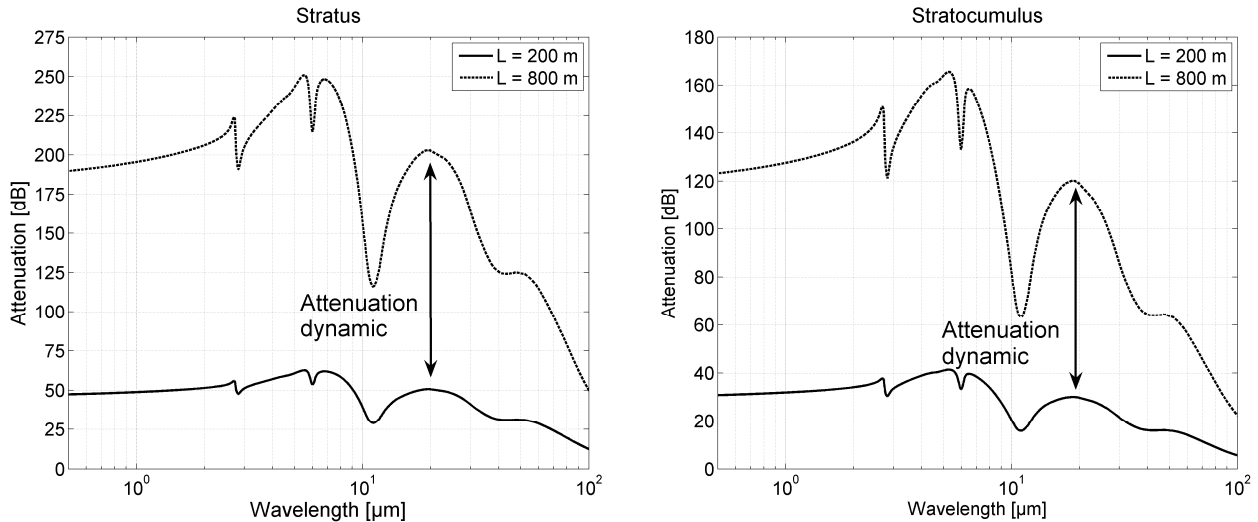 Stratus
Attenuation [dB]
275
250
225
200
175
150
125
100
75
50
25
0
L = 200 m
L = 800 m
Attenuation
dynamic
10^0
10^1
10^2
Wavelength [µm]
Stratocumulus
Attenuation [dB]
180
160
140
120
100
80
60
40
20
0
L = 200 m
L = 800 m
Attenuation
dynamic
10^0
10^1
10^2
Wavelength [µm]